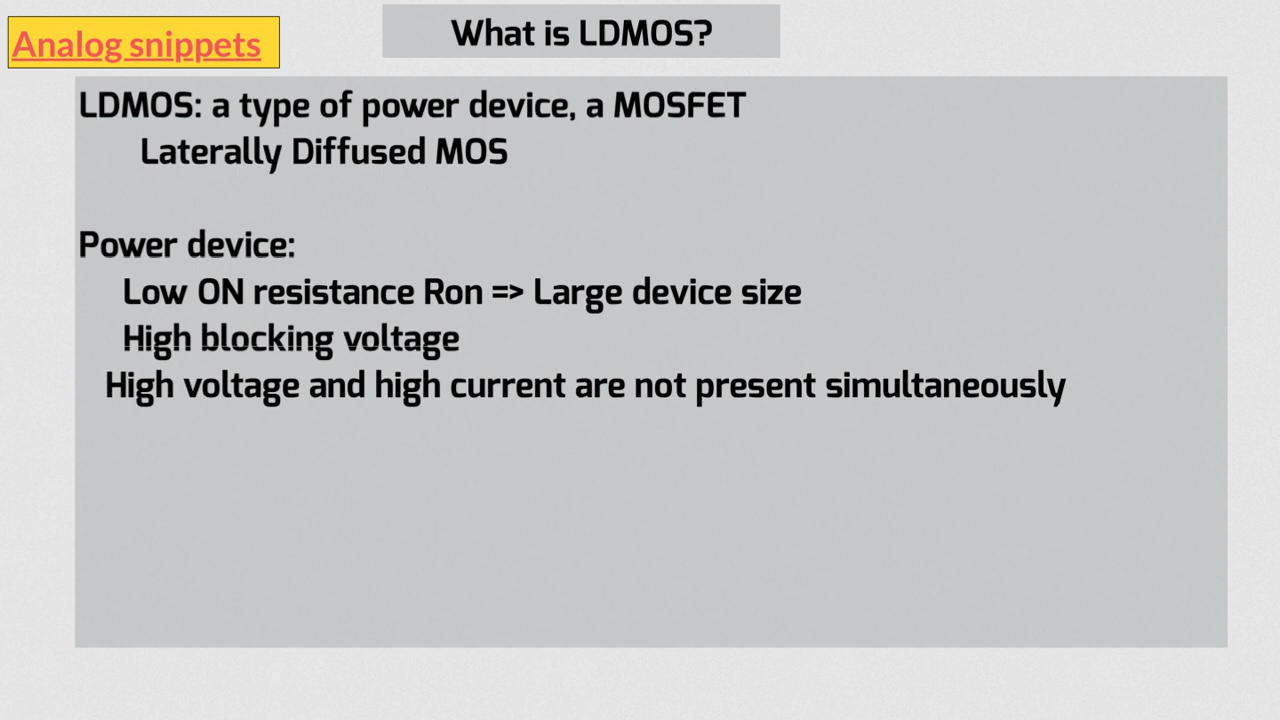 Analog snippets
What is LDMOS?
LDMOS: a type of power device, a MOSFET
Laterally Diffused MOS
Power device:
Low ON resistance Ron => Large device size
High blocking voltage
High voltage and high current are not present simultaneously